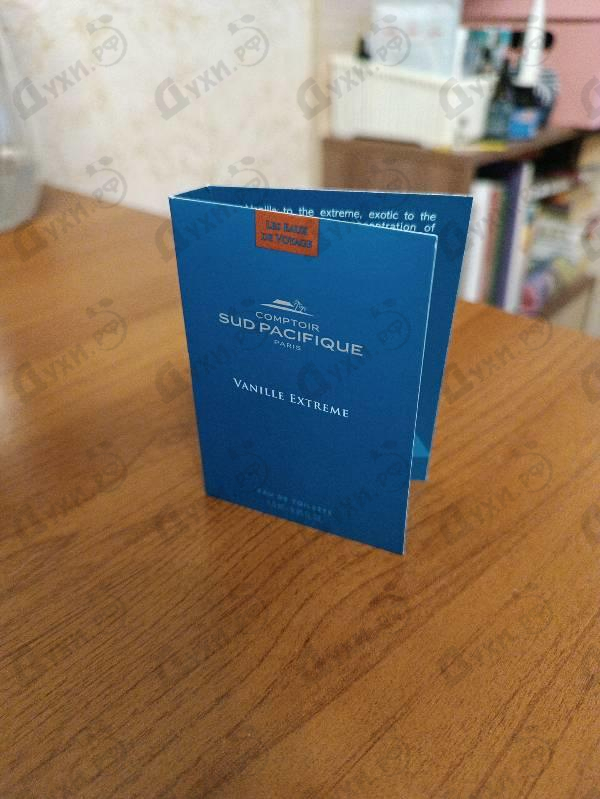 Vanille to the extreme, exotic to the
LES EAUX
DE VOYAGE
COMPTOIR
SUD PACIFIQUE
PARIS
VANILLE EXTREME
EAU DE TOILETTE
Духи.рф